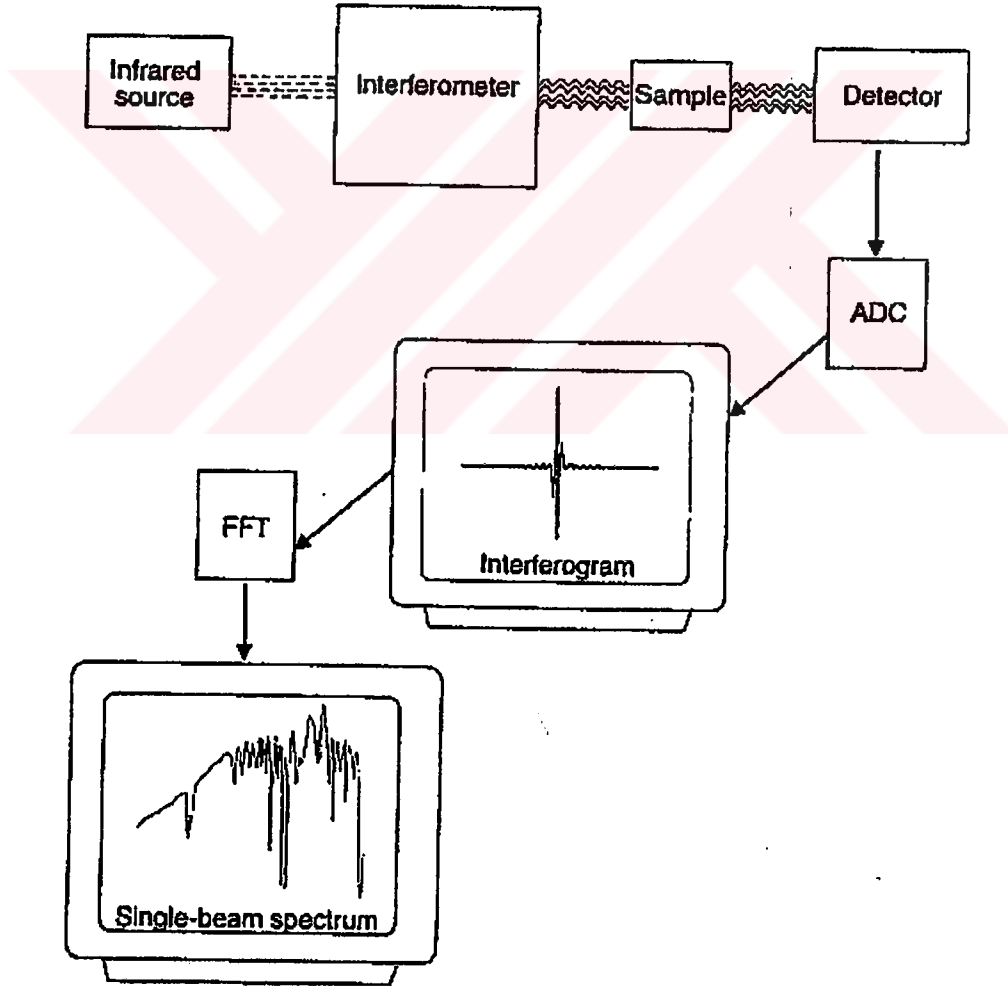 Infrared
source
Interferometer
Sample
Detector
ADC
Interferogram
FFT
Single-beam spectrum